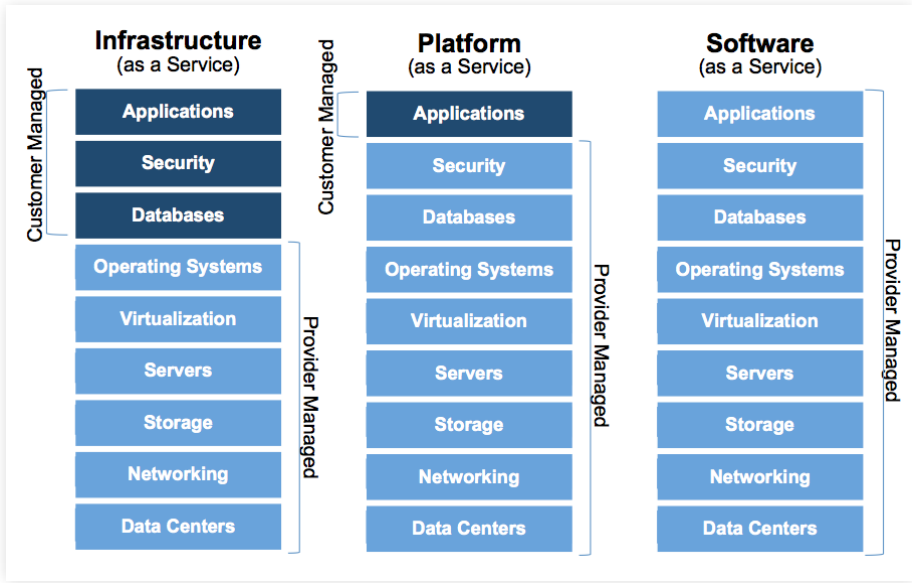 Infrastructure
(as a Service)
Customer Managed
Applications
Security
Databases
Operating Systems
Virtualization
Servers
Storage
Networking
Data Centers
Provider Managed
Platform
(as a Service)
Customer Managed
Applications
Security
Databases
Operating Systems
Virtualization
Servers
Storage
Networking
Data Centers
Provider Managed
Software
(as a Service)
Applications
Security
Databases
Operating Systems
Virtualization
Servers
Storage
Networking
Data Centers
Provider Managed